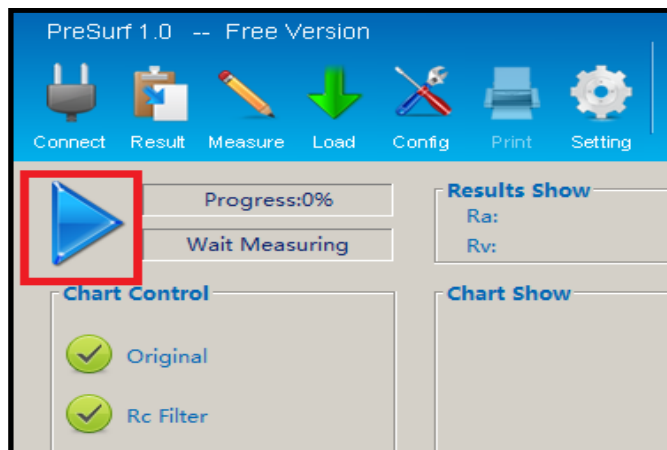 PreSurf 1.0 -- Free Version
Connect Result Measure Load Config Print Setting
Progress:0%
Wait Measuring
Results Show
Ra:
Rv:
Chart Control
Original
Rc Filter
Chart Show